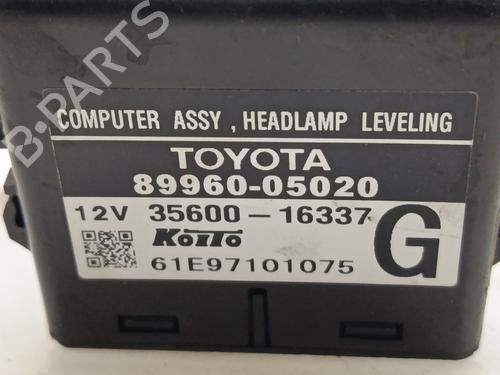 B-PARTS
COMPUTER ASSY , HEADLAMP LEVELING
TOYOTA
89960-05020
12V 35600-16337
KOITO
G
61E97101075